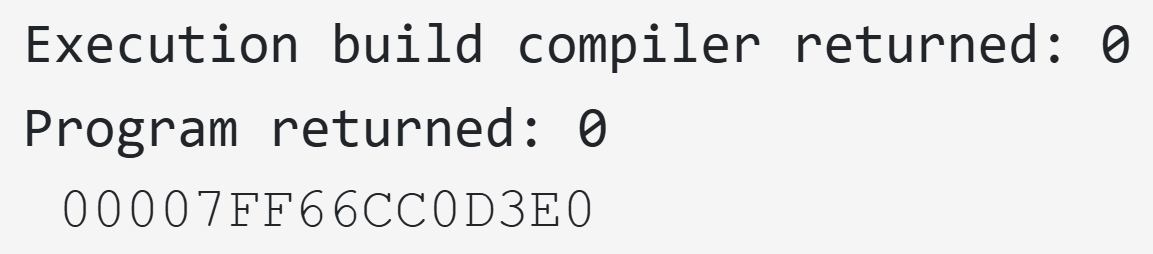 Execution build compiler returned: 0
Program returned: 0
00007FF66CC0D3E0